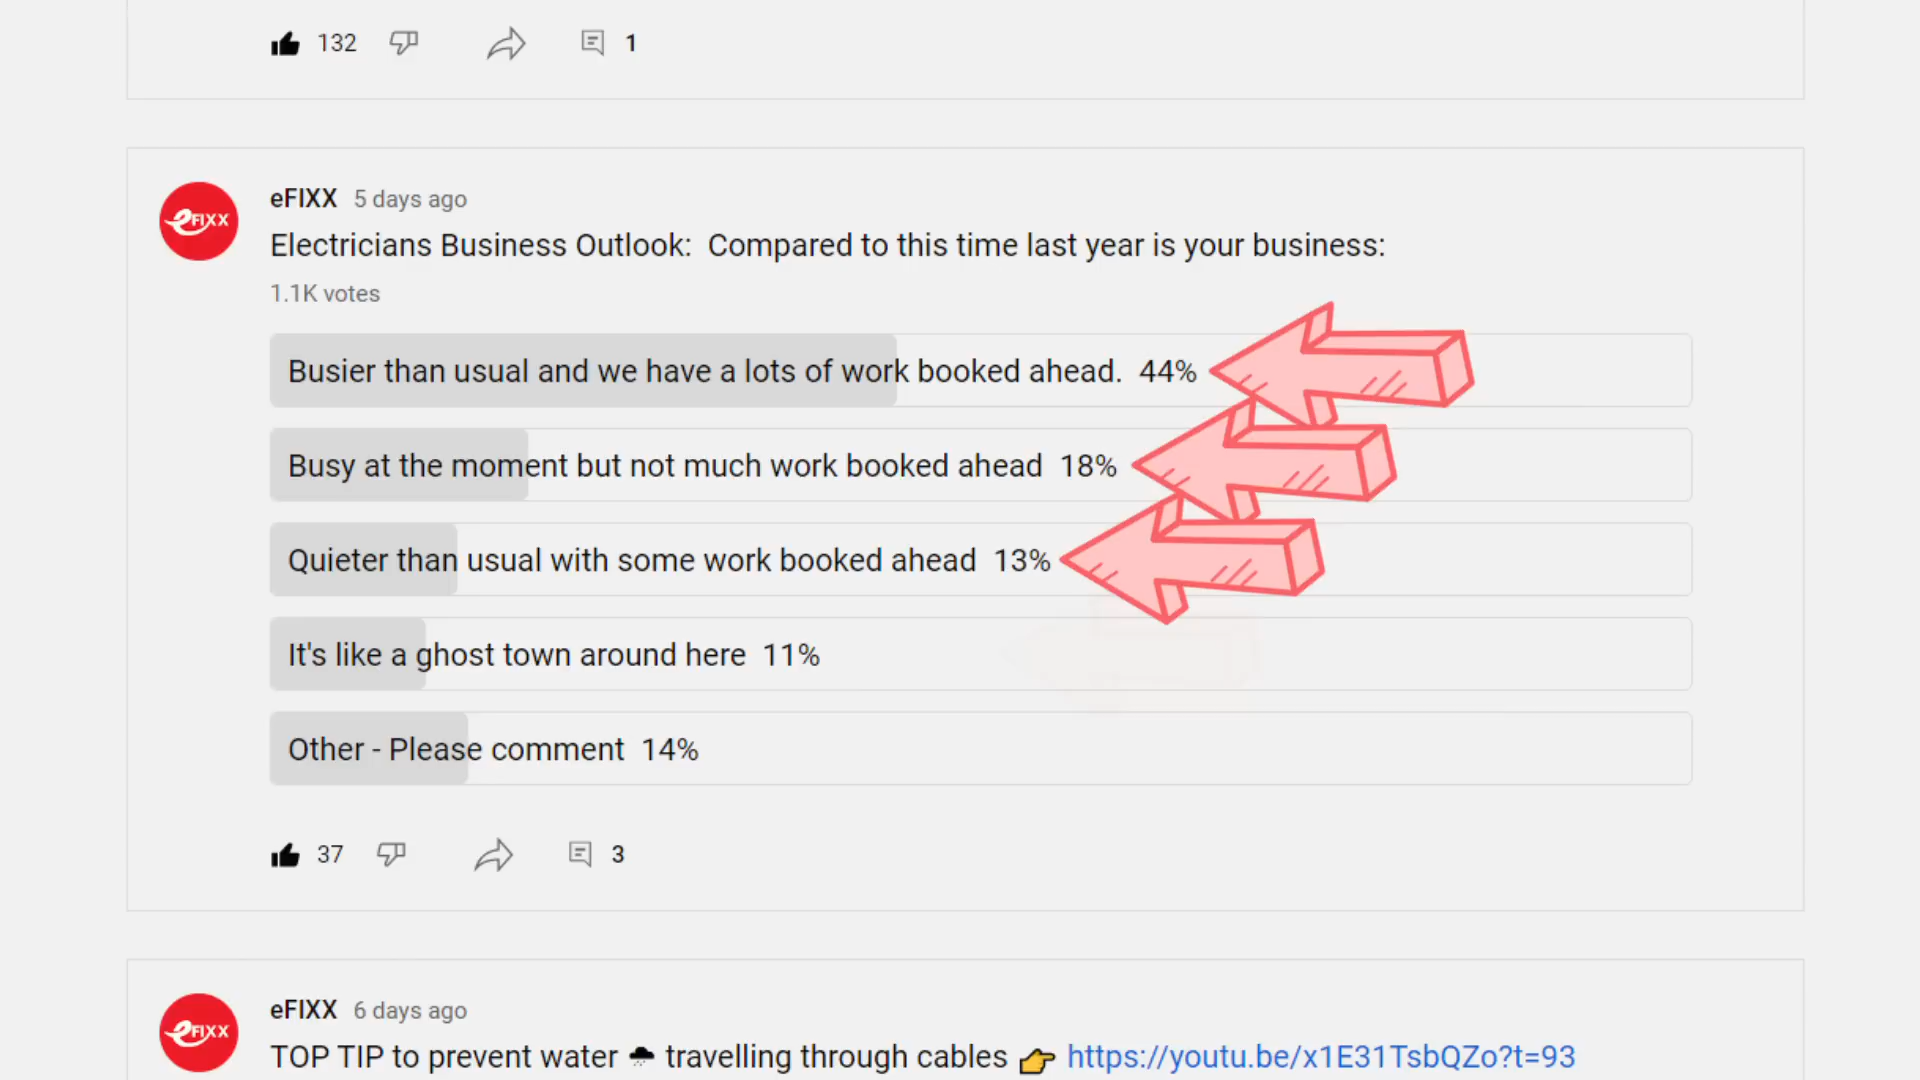 132 1
eFIXX
eFIXX 5 days ago
Electricians Business Outlook:  Compared to this time last year is your business:
1.1K votes
Busier than usual and we have a lots of work booked ahead. 44%
Busy at the moment but not much work booked ahead 18%
Quieter than usual with some work booked ahead 13%
It's like a ghost town around here 11%
Other - Please comment 14%
37 3
eFIXX
eFIXX 6 days ago
TOP TIP to prevent water 🌧 travelling through cables 👉 https://youtu.be/x1E31TsbQZo?t=93